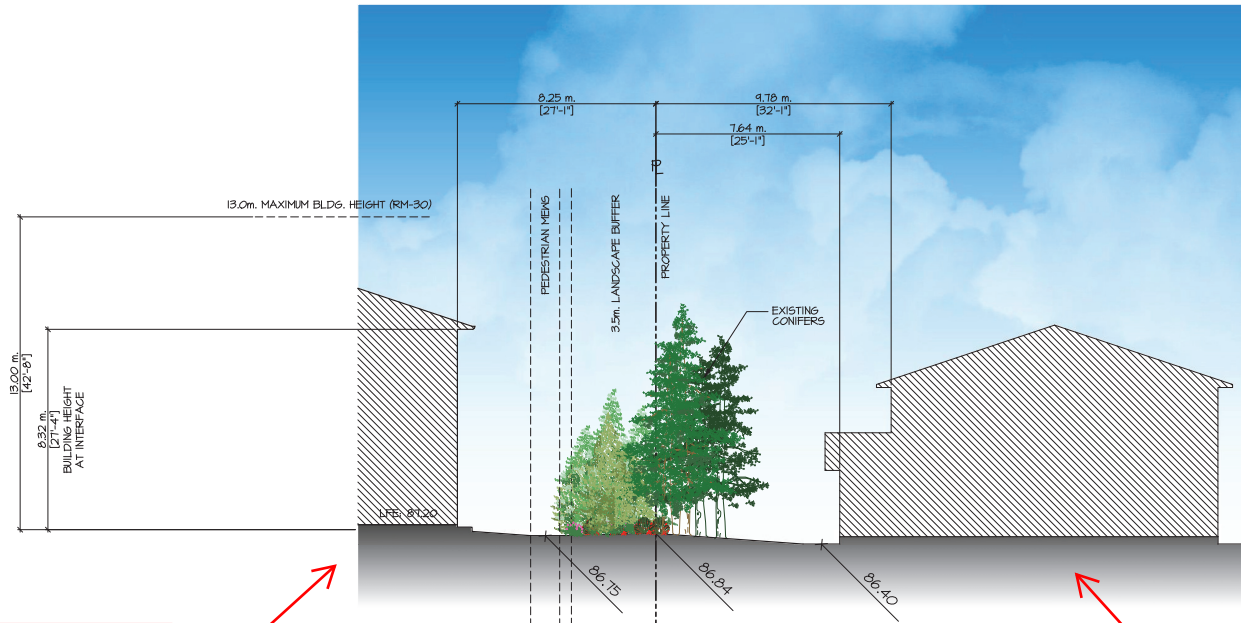 8.25 m.
[27'-1"]
9.78 m.
[32'-1"]
7.64 m.
[25'-1"]
PL
13.0m. MAXIMUM BLDG. HEIGHT (RM-30)
PEDESTRIAN MEWS
3.5m. LANDSCAPE BUFFER
PROPERTY LINE
EXISTING
CONIFERS
13.00 m.
[42'-8"]
8.32 m.
[27'-4"]
BUILDING HEIGHT
AT INTERFACE
LFE: 87.20
86.75
86.84
86.40